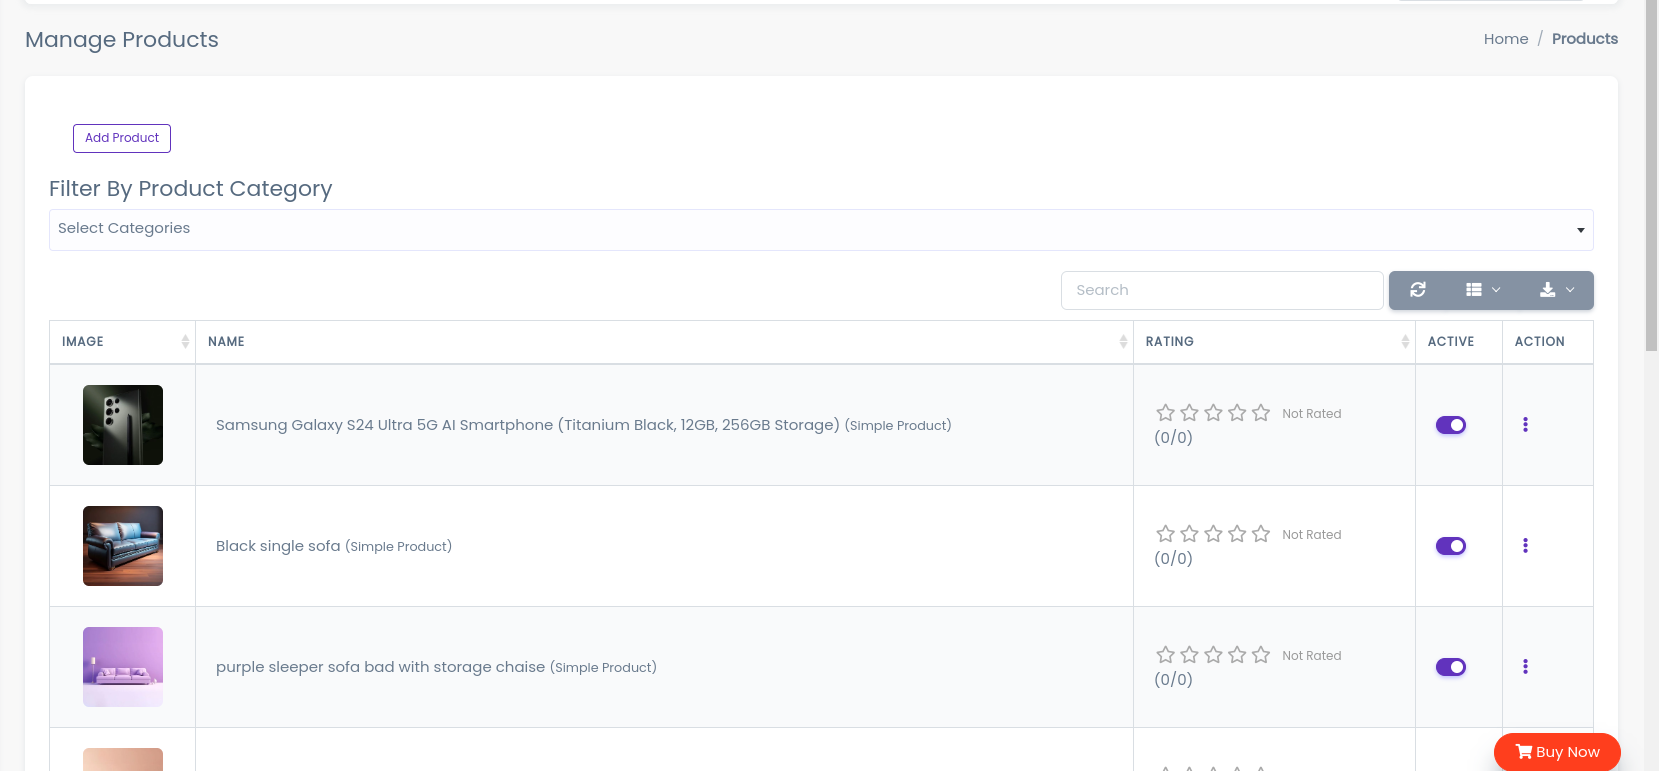 Manage Products
Home / Products
Add Product
Filter By Product Category
Select Categories
Search
IMAGE NAME RATING ACTIVE ACTION
Samsung Galaxy S24 Ultra 5G AI Smartphone (Titanium Black, 12GB, 256GB Storage) (Simple Product)
Not Rated
(0/0)
Black single sofa (Simple Product)
Not Rated
(0/0)
purple sleeper sofa bad with storage chaise (Simple Product)
Not Rated
(0/0)
Buy Now